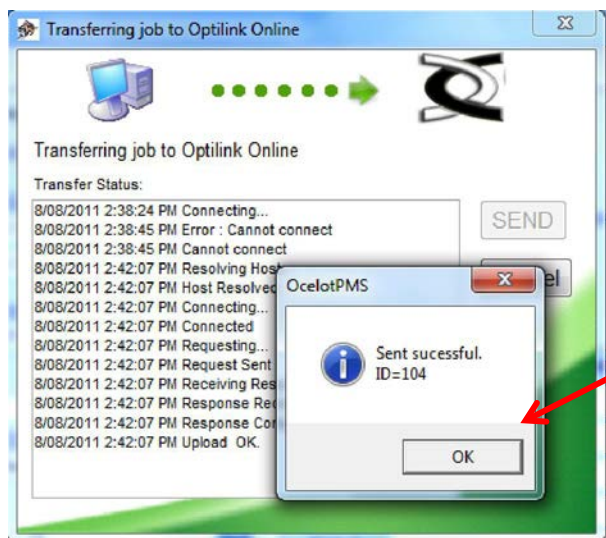 Transferring job to Optilink Online
Transferring job to Optilink Online
Transfer Status:
8/08/2011 2:38:24 PM Connecting...
8/08/2011 2:38:45 PM Error : Cannot connect
8/08/2011 2:38:45 PM Cannot connect
8/08/2011 2:42:07 PM Resolving
8/08/2011 2:42:07 PM Host Resolved
8/08/2011 2:42:07 PM Connecting...
8/08/2011 2:42:07 PM Connected
8/08/2011 2:42:07 PM Requesting...
8/08/2011 2:42:07 PM Request Sent
8/08/2011 2:42:07 PM Receiving
8/08/2011 2:42:07 PM Response
8/08/2011 2:42:07 PM Response
8/08/2011 2:42:07 PM Upload OK.
SEND
OcelotPMS
Sent sucessful.
ID=104
OK